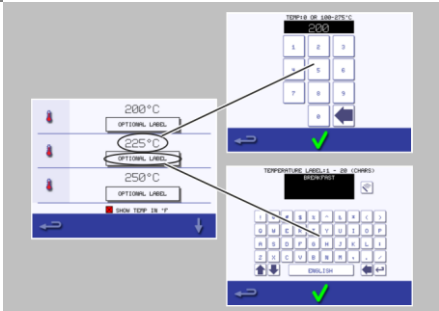 200°C
OPTIONAL LABEL
225°C
OPTIONAL LABEL
250°C
OPTIONAL LABEL
SHOW TEMP IN °F
TEMP:0 OR 100-275°C
200
1 2 3
4 5 6
7 8 9
0
TEMPERATURE LABEL:1 - 20 (CHARS)
BREAKFAST
Q W E R T Y U I O P
A S D F G H J K L
Z X C V B N M
ENGLISH